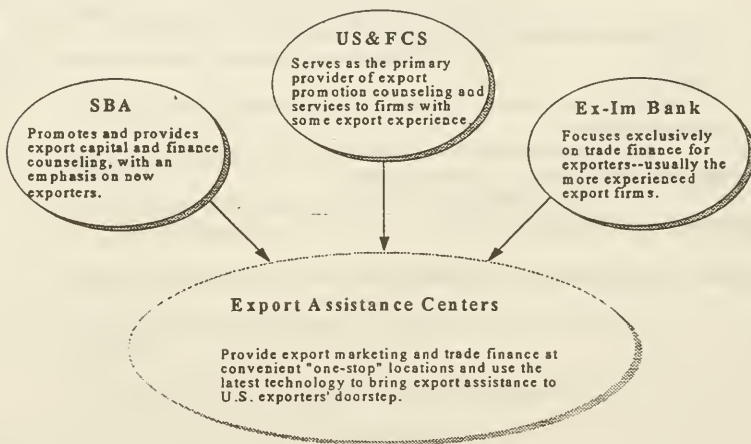 US&FCS
Serves as the primary
provider of export
promotion counseling and
services to firms with
some export experience.
SBA
Promotes and provides
export capital and finance
counseling, with an
emphasis on new
exporters.
Ex-Im Bank
Focuses exclusively
on trade finance for
exporters--usually the
more experienced
export firms.
Export Assistance Centers
Provide export marketing and trade finance at
convenient "one-stop" locations and use the
latest technology to bring export assistance to
U.S. exporters' doorstep.